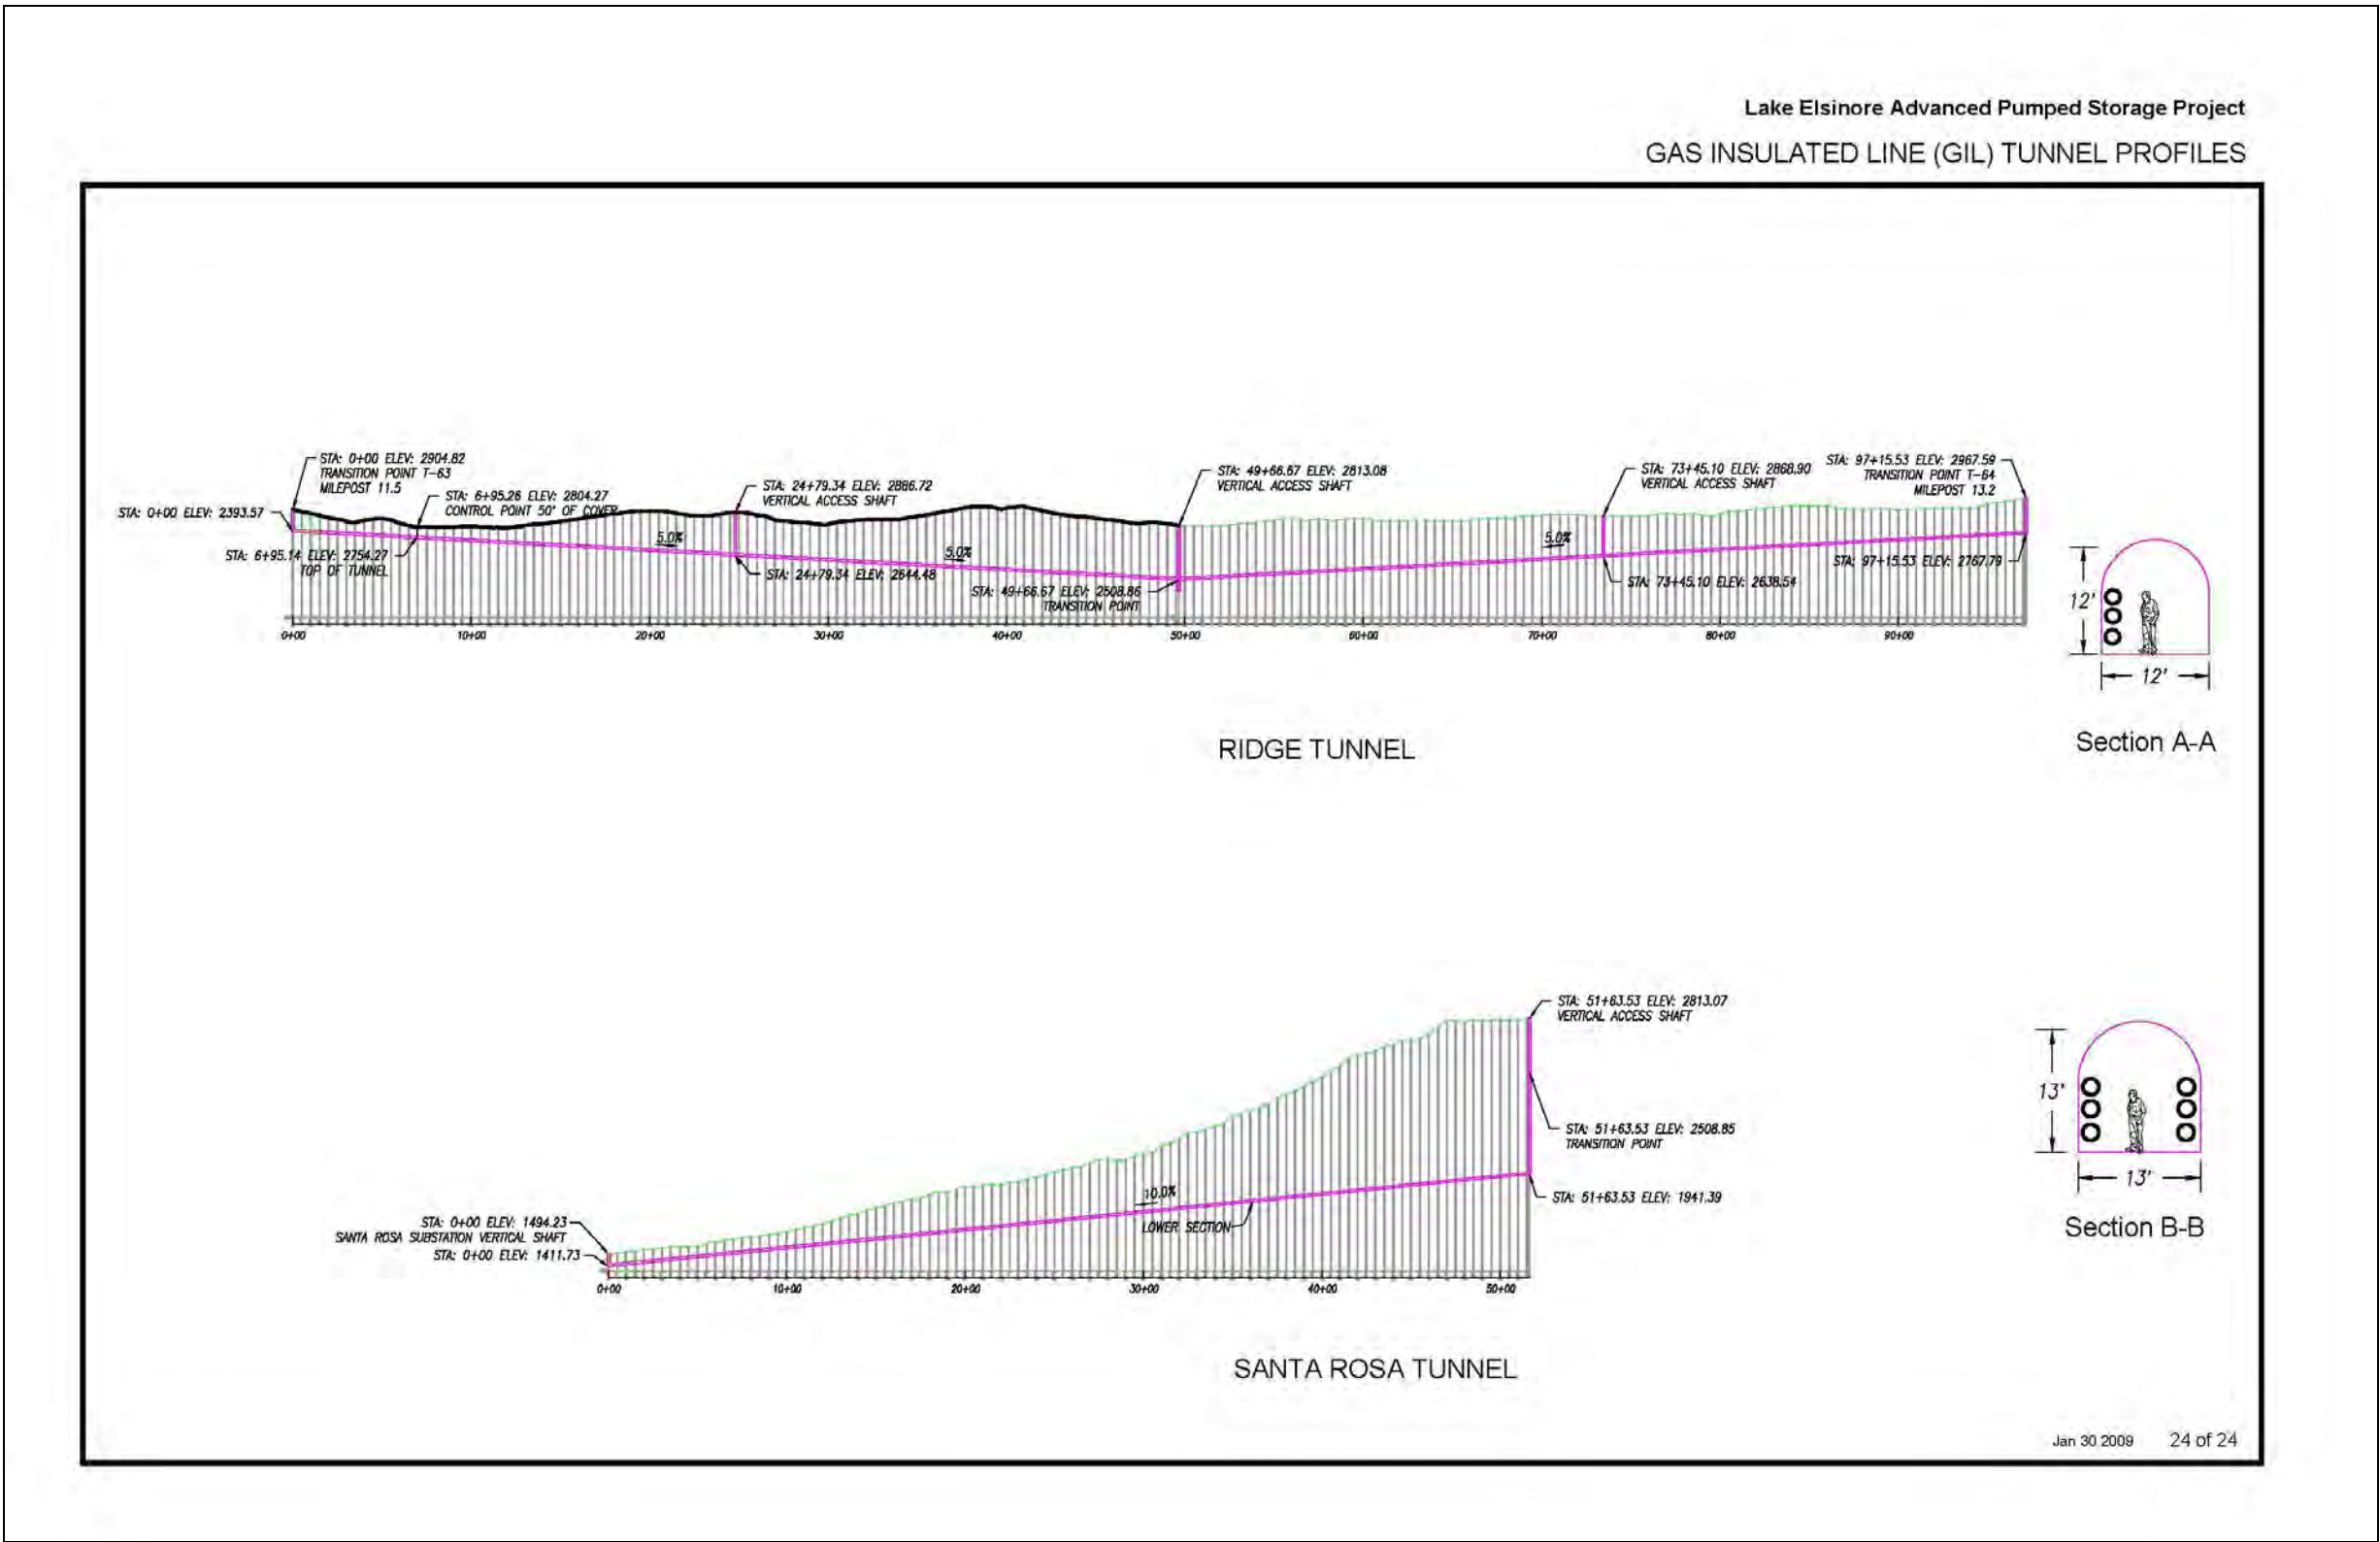 Lake Elsinore Advanced Pumped Storage Project
GAS INSULATED LINE (GIL) TUNNEL PROFILES
STA: 0+00 ELEV: 2904.82
TRANSITION POINT T-63
MILEPOST 11.5
STA: 0+00 ELEV: 2393.57
STA: 6+95.26 ELEV: 2804.27
CONTROL POINT 50' OF COVER
STA: 6+95.14 ELEV: 2754.27
TOP OF TUNNEL
5.0%
STA: 24+79.34 ELEV: 2886.72
VERTICAL ACCESS SHAFT
STA: 24+79.34 ELEV: 2644.48
5.0%
STA: 49+66.67 ELEV: 2508.86
TRANSITION POINT
STA: 49+66.67 ELEV: 2813.08
VERTICAL ACCESS SHAFT
5.0%
STA: 73+45.10 ELEV: 2868.90
VERTICAL ACCESS SHAFT
STA: 73+45.10 ELEV: 2638.54
STA: 97+15.53 ELEV: 2967.59
TRANSITION POINT T-64
MILEPOST 13.2
STA: 97+15.53 ELEV: 2767.79
0+00 10+00 20+00 30+00 40+00 50+00 60+00 70+00 80+00 90+00
12'
12'
RIDGE TUNNEL
Section A-A
STA: 51+63.53 ELEV: 2813.07
VERTICAL ACCESS SHAFT
STA: 51+63.53 ELEV: 2508.85
TRANSITION POINT
STA: 51+63.53 ELEV: 1941.39
10.0%
LOWER SECTION
STA: 0+00 ELEV: 1494.23
SANTA ROSA SUBSTATION VERTICAL SHAFT
STA: 0+00 ELEV: 1411.73
0+00 10+00 20+00 30+00 40+00 50+00
13'
13'
Section B-B
SANTA ROSA TUNNEL
Jan 30 2009 24 of 24